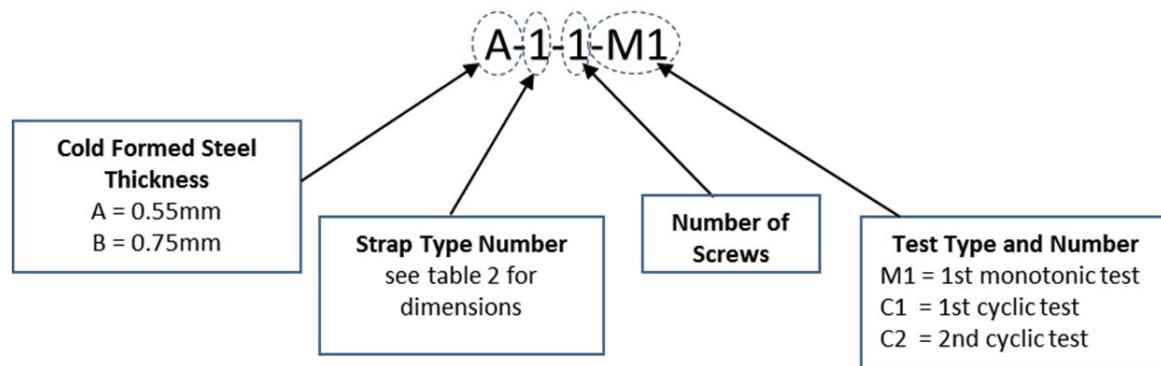 A-1-1-M1
Cold Formed Steel
Thickness
A = 0.55mm
B = 0.75mm
Strap Type Number
see table 2 for
dimensions
Number of
Screws
Test Type and Number
M1 = 1st monotonic test
C1 = 1st cyclic test
C2 = 2nd cyclic test